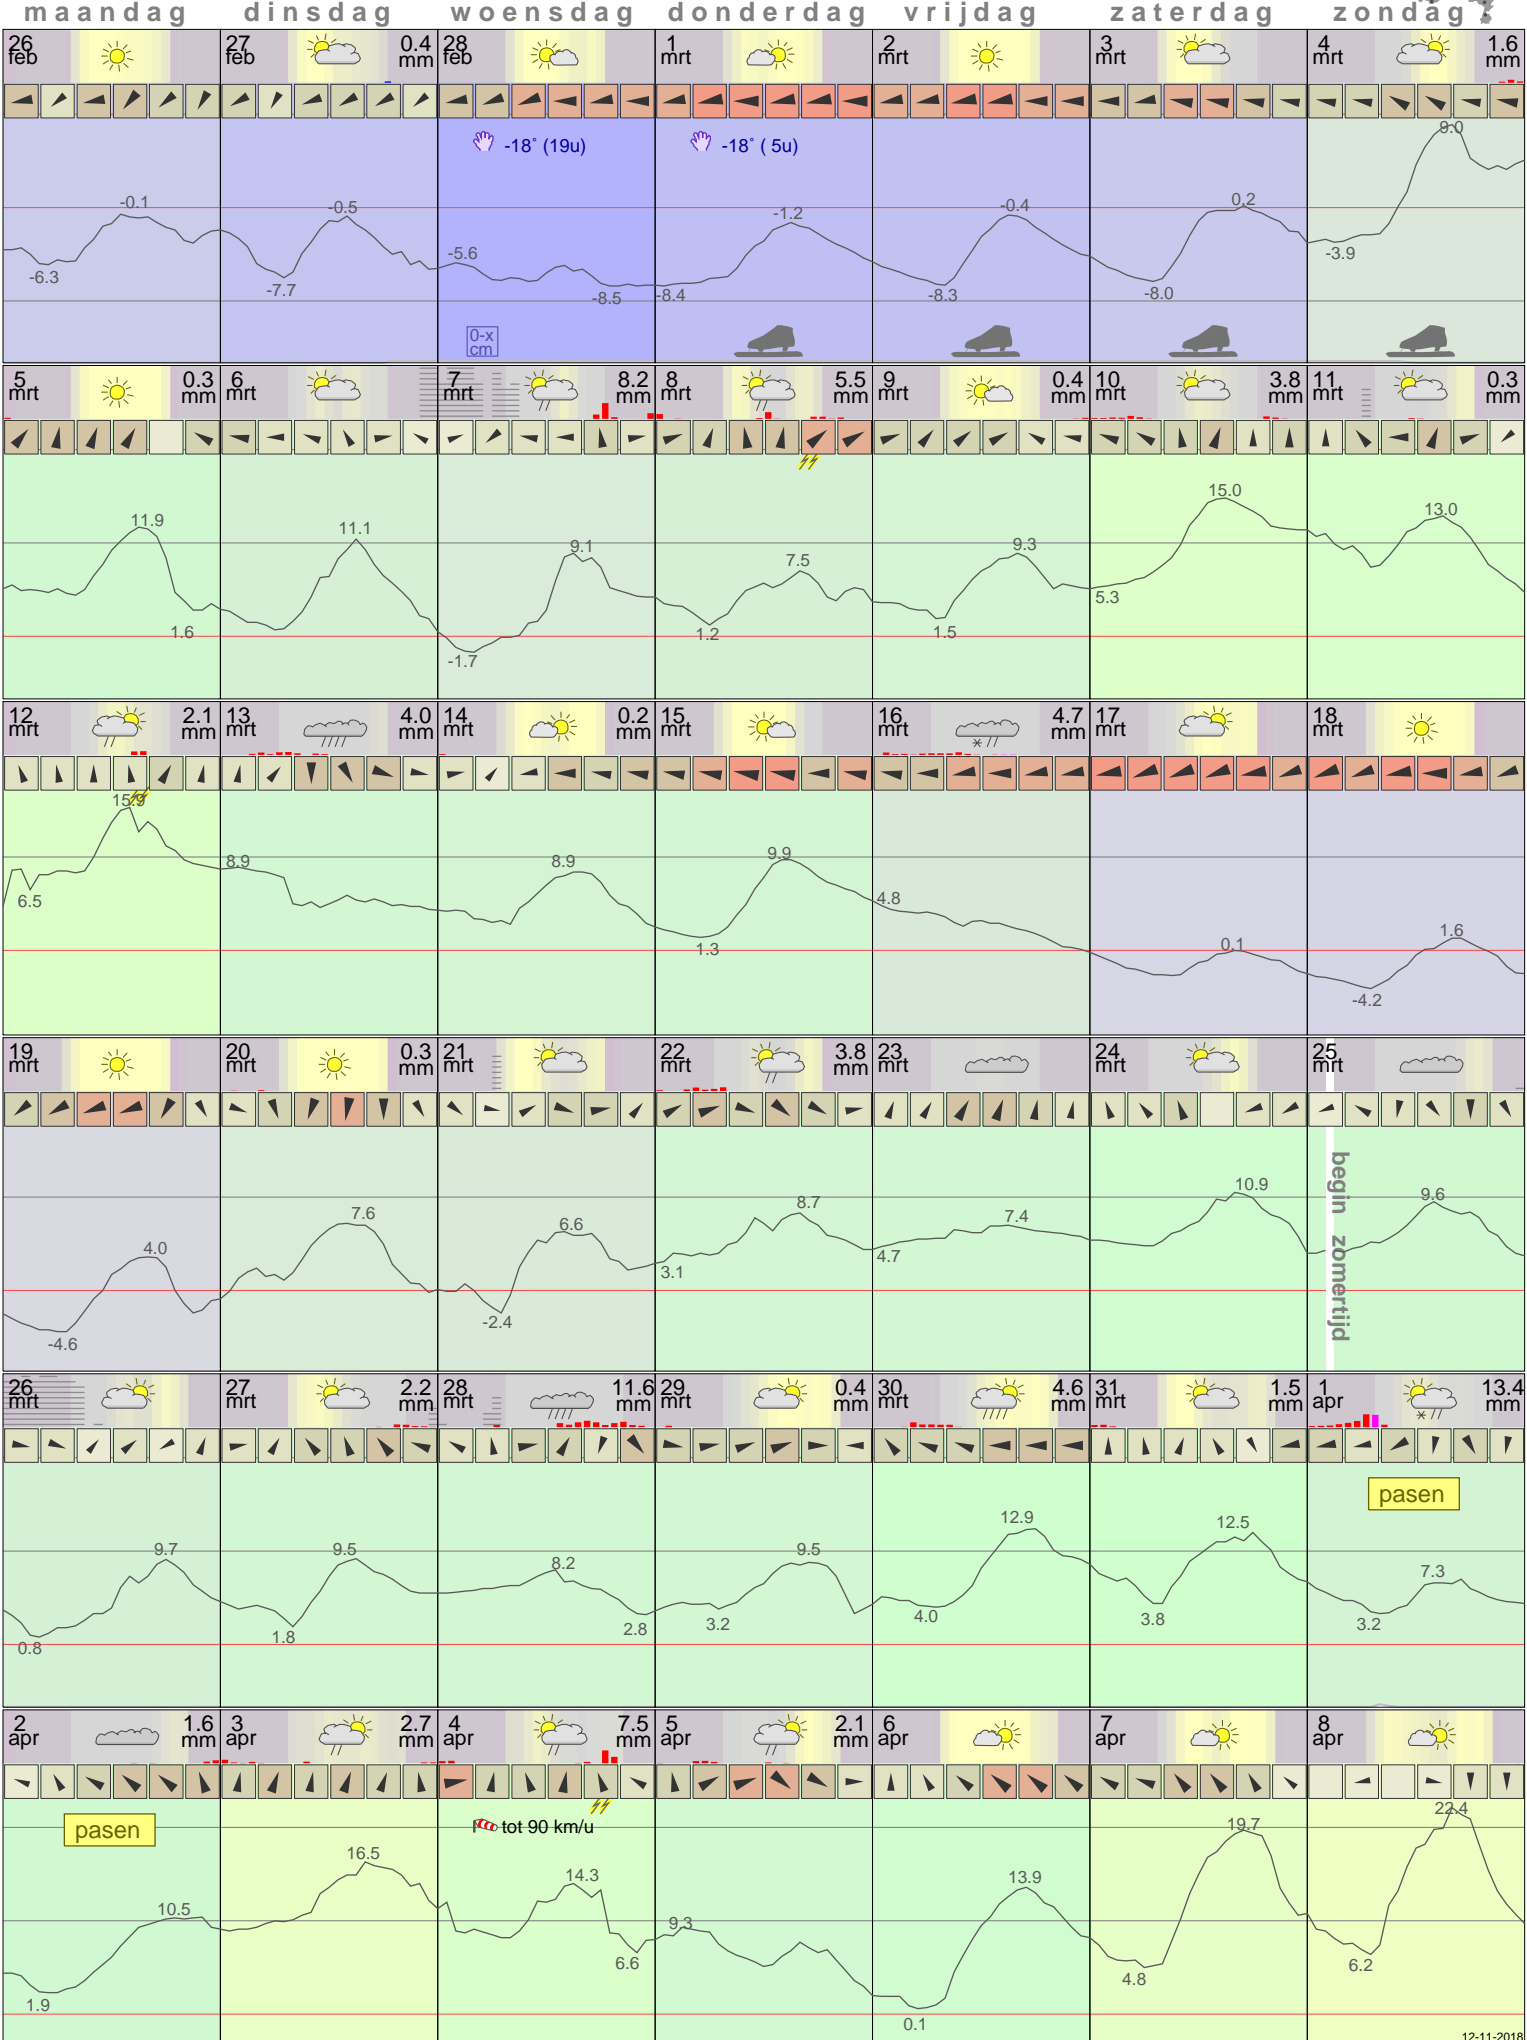 maandag dinsdag woensdag donderdag vrijdag zaterdag zondag
26 feb
27 feb 0.4 mm
28 feb
1 mrt
2 mrt
3 mrt
4 mrt 1.6 mm
-18° (19u) -18° ( 5u)
9.0
-0.1 -0.5 -1.2 -0.4 0.2
-6.3 -7.7 -5.6 -8.5 -8.4 -8.3 -8.0 -3.9
0-x
cm
5 mrt 0.3 mm
6 mrt
7 mrt 8.2 mm
8 mrt 5.5 mm
9 mrt 0.4 mm
10 mrt 3.8 mm
11 mrt 0.3 mm
11.9 11.1 9.1 7.5 9.3 15.0 13.0
1.6 -1.7 1.2 1.5 5.3
12 mrt 2.1 mm
13 mrt 4.0 mm
14 mrt 0.2 mm
15 mrt
16 mrt 4.7 mm
17 mrt
18 mrt
15.9 8.9 8.9 9.9 4.8 0.1 1.6
6.5 1.3 -4.2
19 mrt
20 mrt 0.3 mm
21 mrt
22 mrt 3.8 mm
23 mrt
24 mrt
25 mrt
4.0 7.6 6.6 8.7 7.4 10.9 9.6
-4.6 -2.4 3.1 4.7
begin zomertijd
26 mrt
27 mrt 2.2 mm
28 mrt 11.6 mm
29 mrt 0.4 mm
30 mrt 4.6 mm
31 mrt 1.5 mm
1 apr 13.4 mm
pasen
9.7 9.5 8.2 9.5 12.9 12.5 7.3
0.8 1.8 2.8 3.2 4.0 3.8 3.2
2 apr 1.6 mm
3 apr 2.7 mm
4 apr 7.5 mm
5 apr 2.1 mm
6 apr
7 apr
8 apr
pasen
tot 90 km/u
10.5 16.5 14.3 9.3 13.9 19.7 22.4
1.9 6.6 0.1 4.8 6.2
12-11-2018